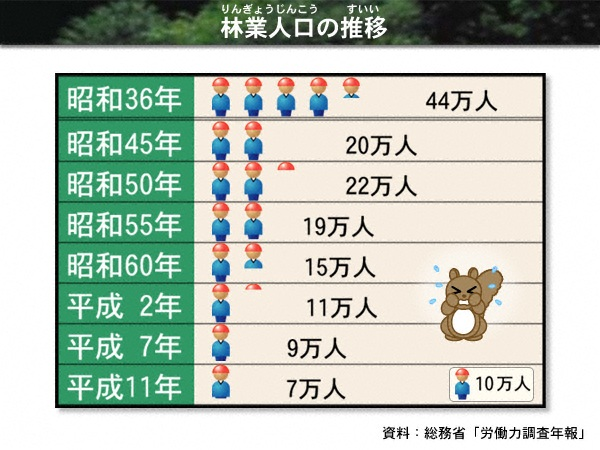 りんぎょうじんこう すいい
林業人口の推移
昭和36年 44万人
昭和45年 20万人
昭和50年 22万人
昭和55年 19万人
昭和60年 15万人
平成 2年 11万人
平成 7年 9万人
平成11年 7万人
10万人
資料：総務省「労働力調査年報」